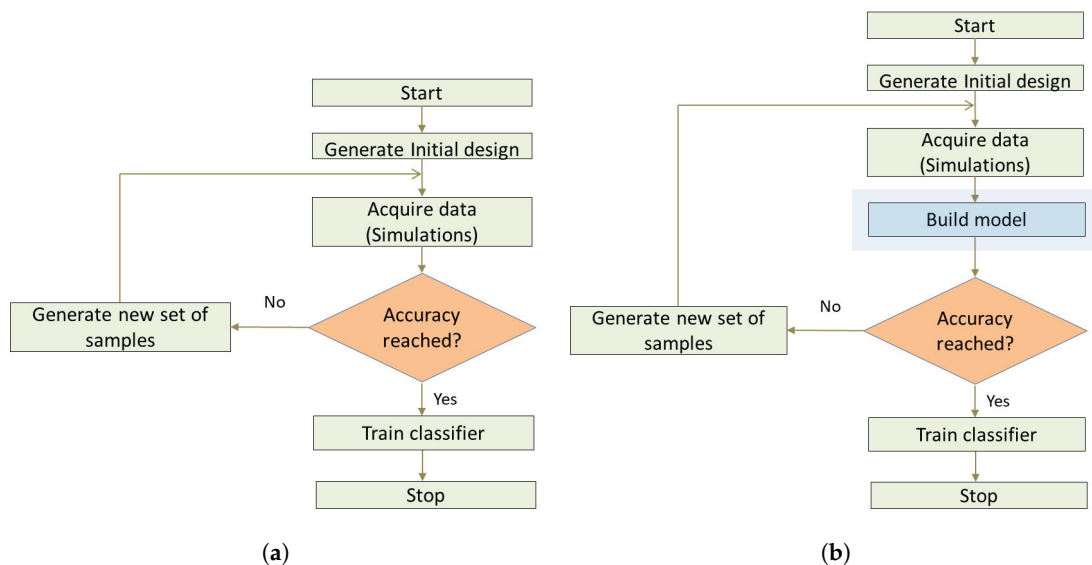 Start
Generate Initial design
Acquire data
(Simulations)
No
Generate new set of
samples
Accuracy
reached?
Yes
Train classifier
Stop
(a)
Start
Generate Initial design
Acquire data
(Simulations)
Build model
No
Generate new set of
samples
Accuracy
reached?
Yes
Train classifier
Stop
(b)